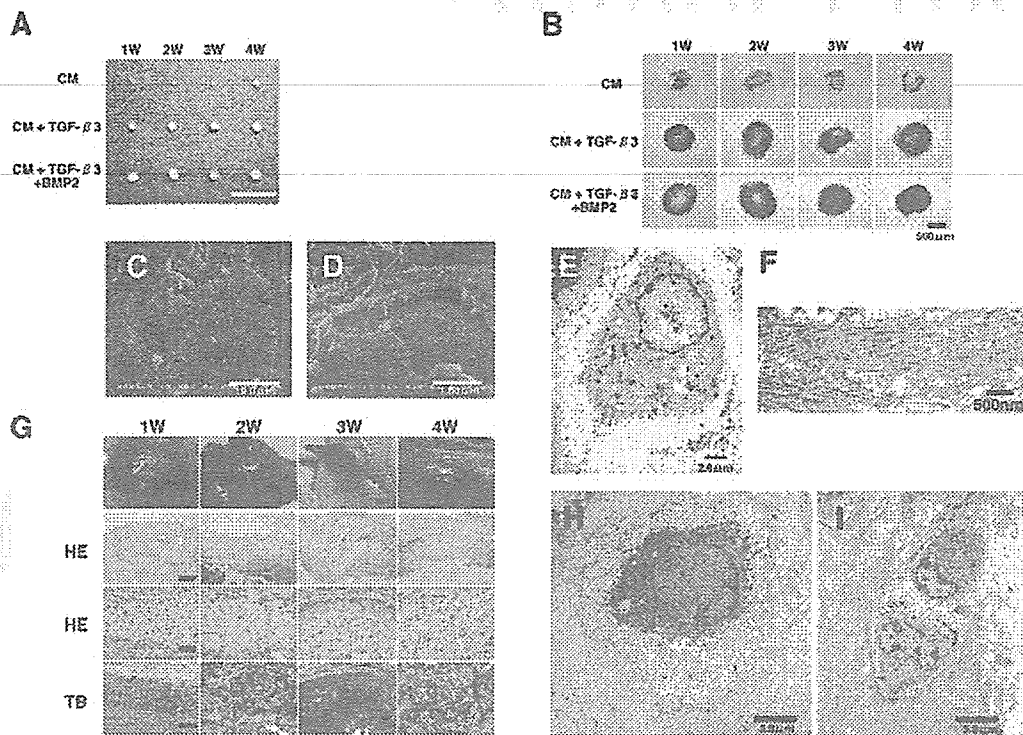 A
1W 2W 3W 4W
CM
CM + TGF-β3
CM + TGF-β3
+BMP2
B
1W 2W 3W 4W
CM
CM + TGF-β3
CM + TGF-β3
+BMP2
500μm
C
D
E
F
500nm
G
1W 2W 3W 4W
HE
HE
TB
H
I